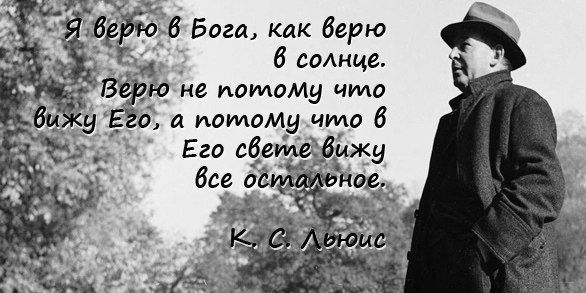 Я верю в Бога, как верю
в солнце.
Верю не потому что
вижу Его, а потому что в
Его свете вижу
все остальное.
К. С. Льюис